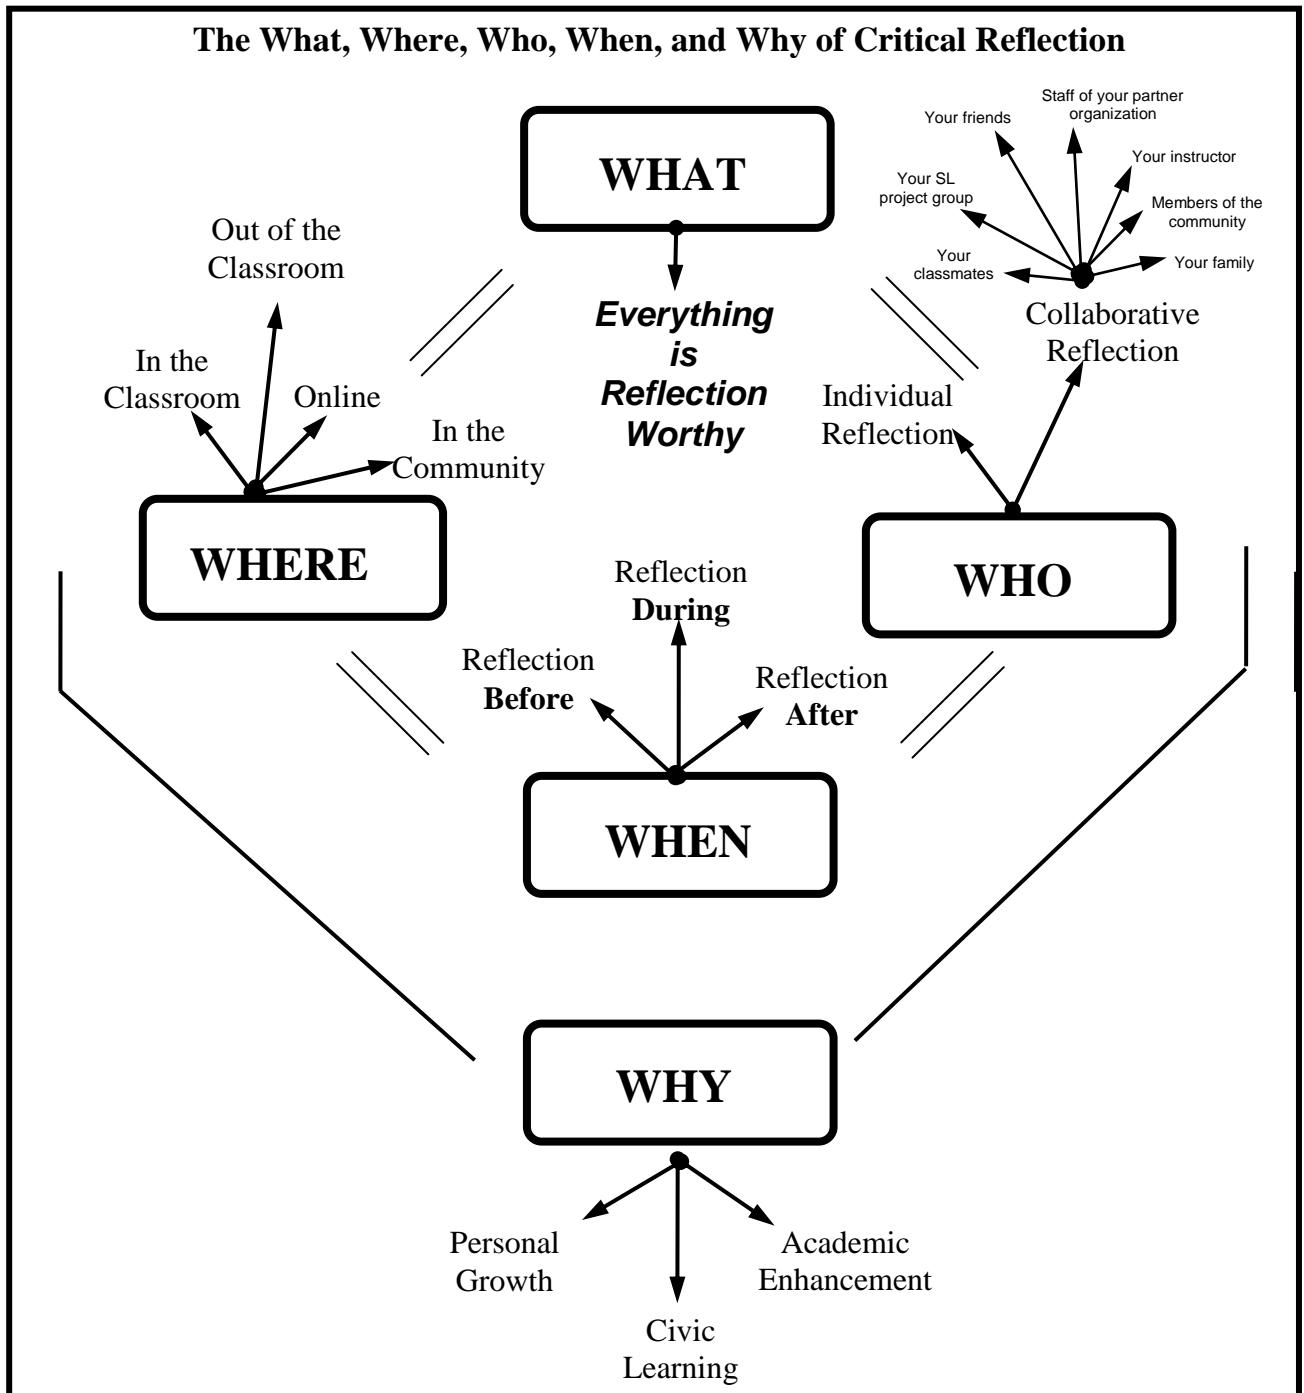 The What, Where, Who, When, and Why of Critical Reflection
WHAT
Everything
is
Reflection
Worthy
Out of the
Classroom
In the
Classroom
Online
In the
Community
WHERE
Your friends
Staff of your partner
organization
Your instructor
Your SL
project group
Members of the
community
Your
classmates
Your family
Collaborative
Reflection
Individual
Reflection
WHO
Reflection
During
Reflection
Before
Reflection
After
WHEN
WHY
Personal
Growth
Academic
Enhancement
Civic
Learning